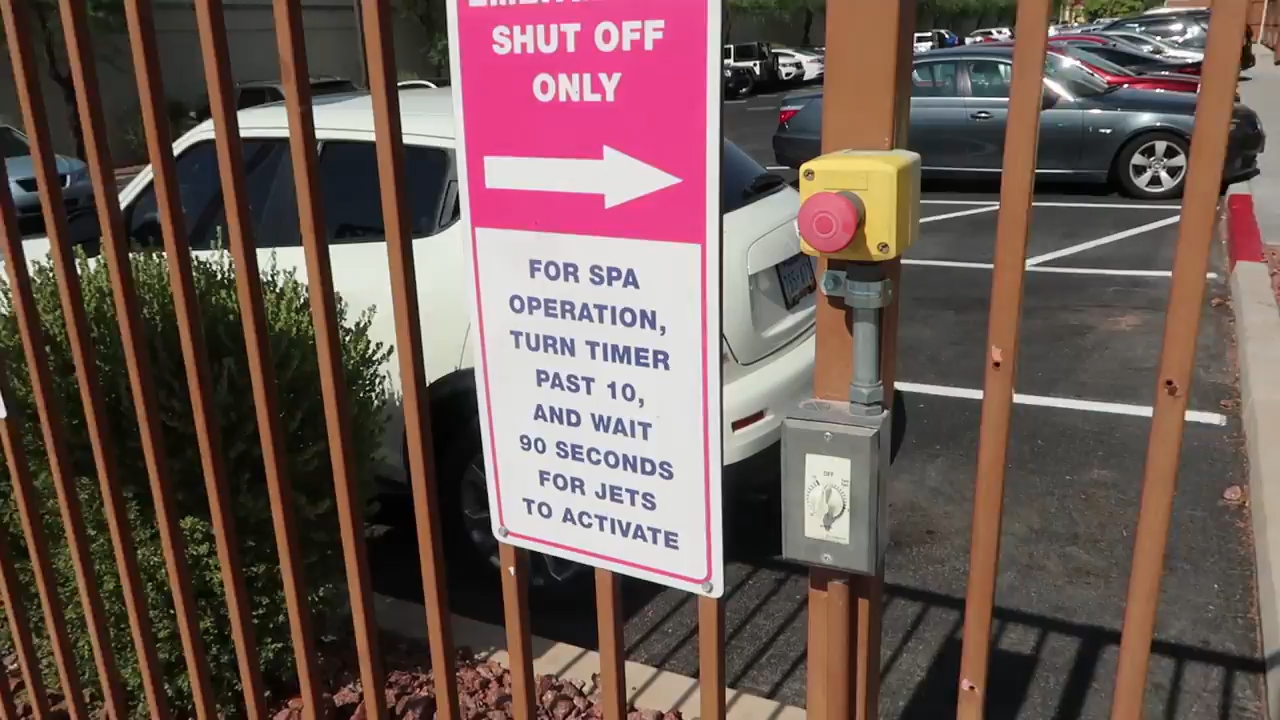 SHUT OFF
ONLY
FOR SPA
OPERATION,
TURN TIMER
PAST 10,
AND WAIT
90 SECONDS
FOR JETS
TO ACTIVATE
OFF